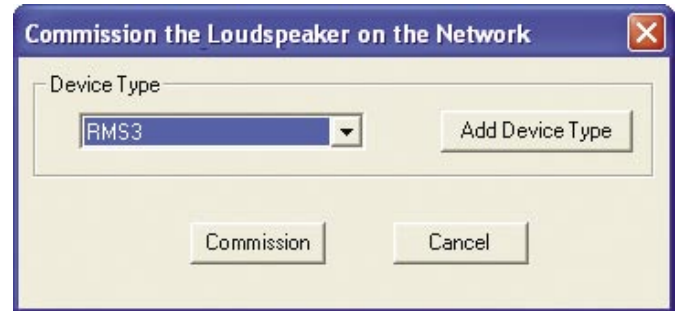 Commission the Loudspeaker on the Network
Device Type
RMS3
Add Device Type
Commission
Cancel